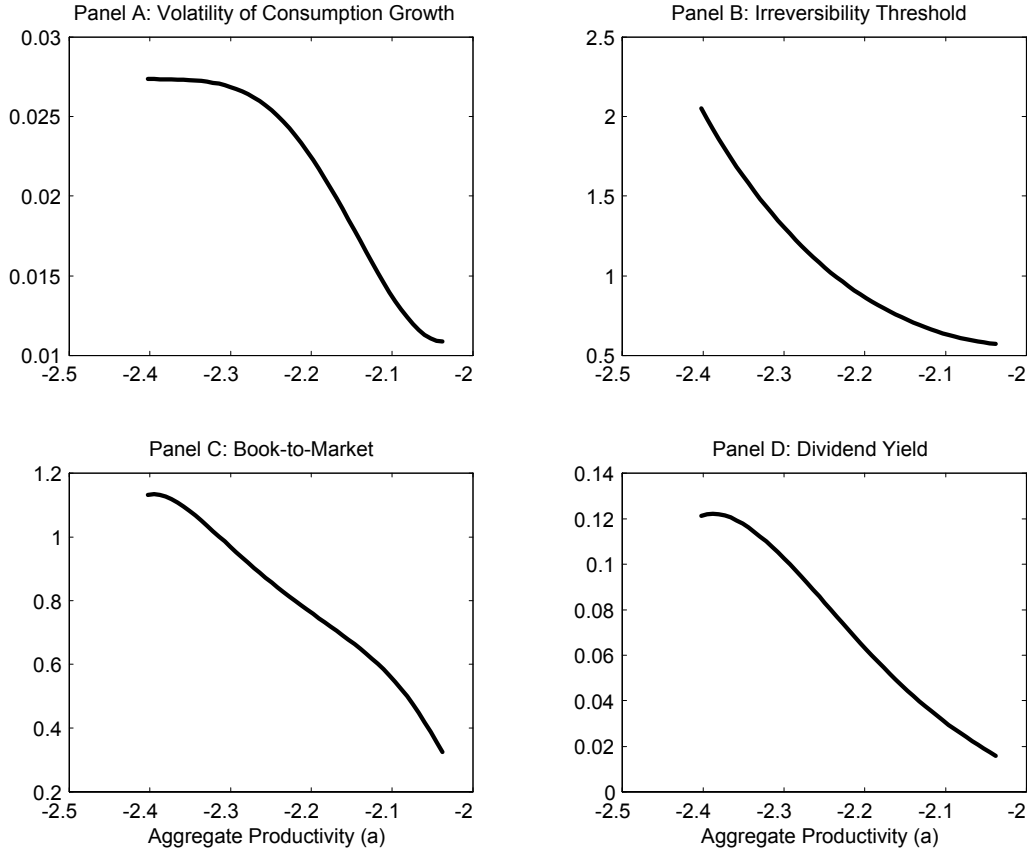 Panel A: Volatility of Consumption Growth
0.03
0.025
0.02
0.015
0.01
-2.5 -2.4 -2.3 -2.2 -2.1 -2
Panel B: Irreversibility Threshold
2.5
2
1.5
1
0.5
-2.5 -2.4 -2.3 -2.2 -2.1 -2
Panel C: Book-to-Market
1.2
1
0.8
0.6
0.4
0.2
-2.5 -2.4 -2.3 -2.2 -2.1 -2
Aggregate Productivity (a)
Panel D: Dividend Yield
0.14
0.12
0.1
0.08
0.06
0.04
0.02
0
-2.5 -2.4 -2.3 -2.2 -2.1 -2
Aggregate Productivity (a)